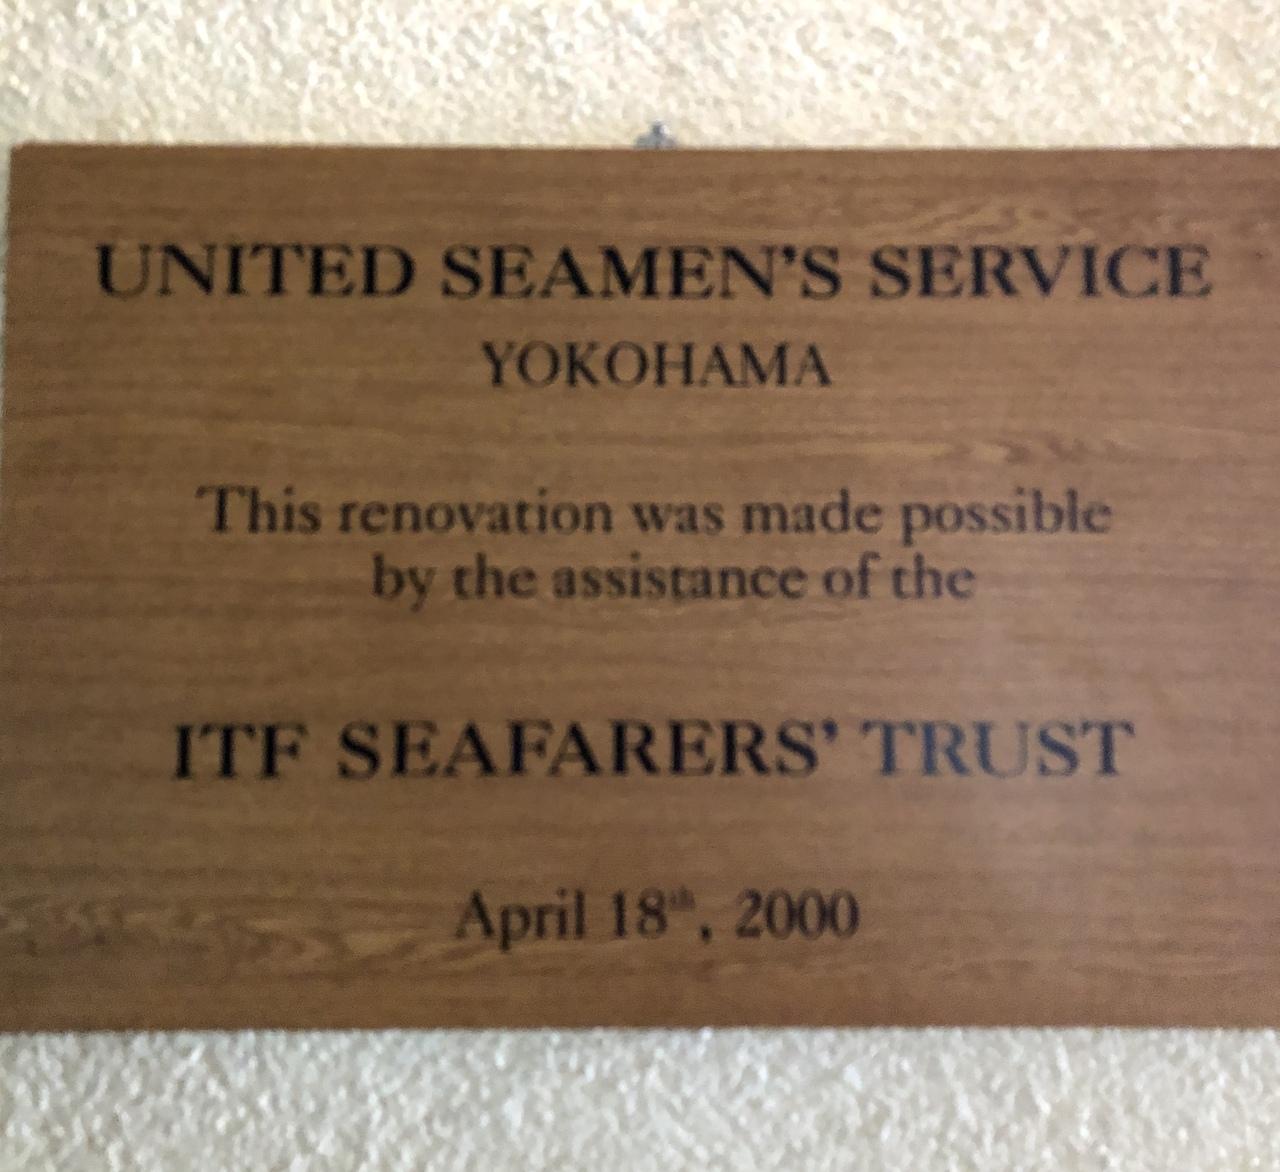 UNITED SEAMEN'S SERVICE
YOKOHAMA
This renovation was made possible
by the assistance of the
ITF SEAFARERS' TRUST
April 18th, 2000